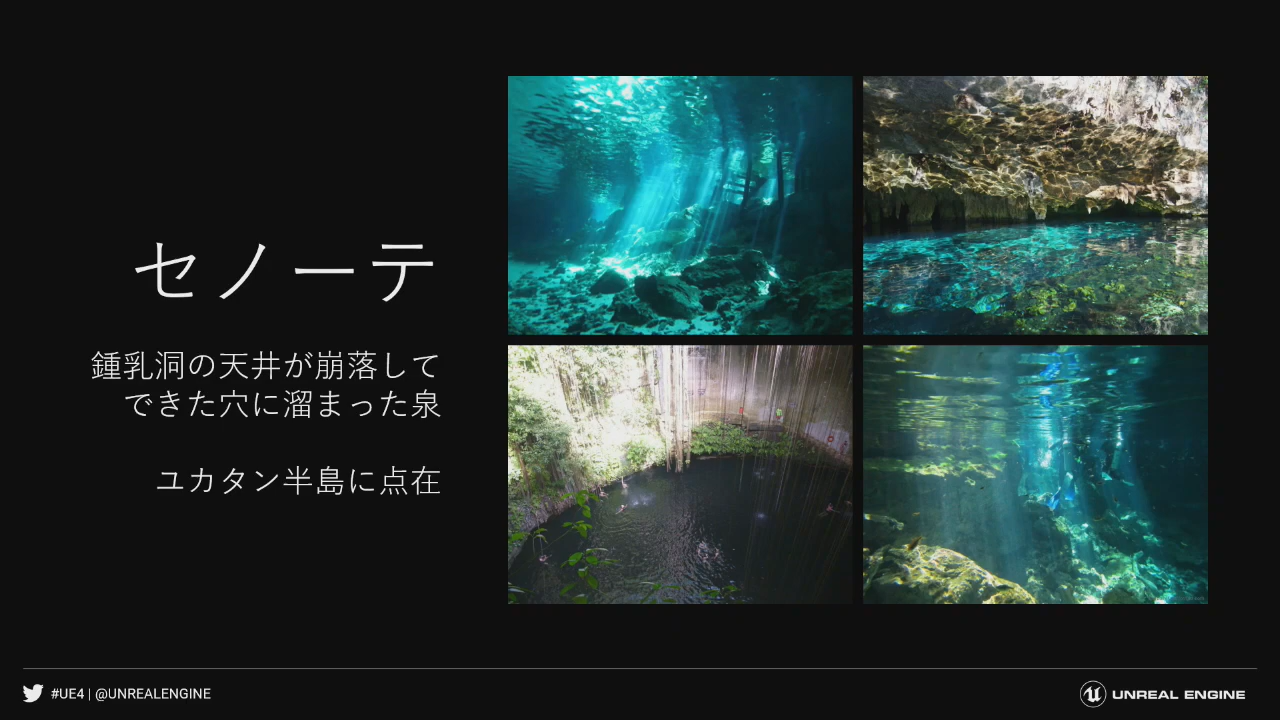 セノーテ
鍾乳洞の天井が崩落して
できた穴に溜まった泉
ユカタン半島に点在
#UE4 | @UNREALENGINE
UNREAL ENGINE